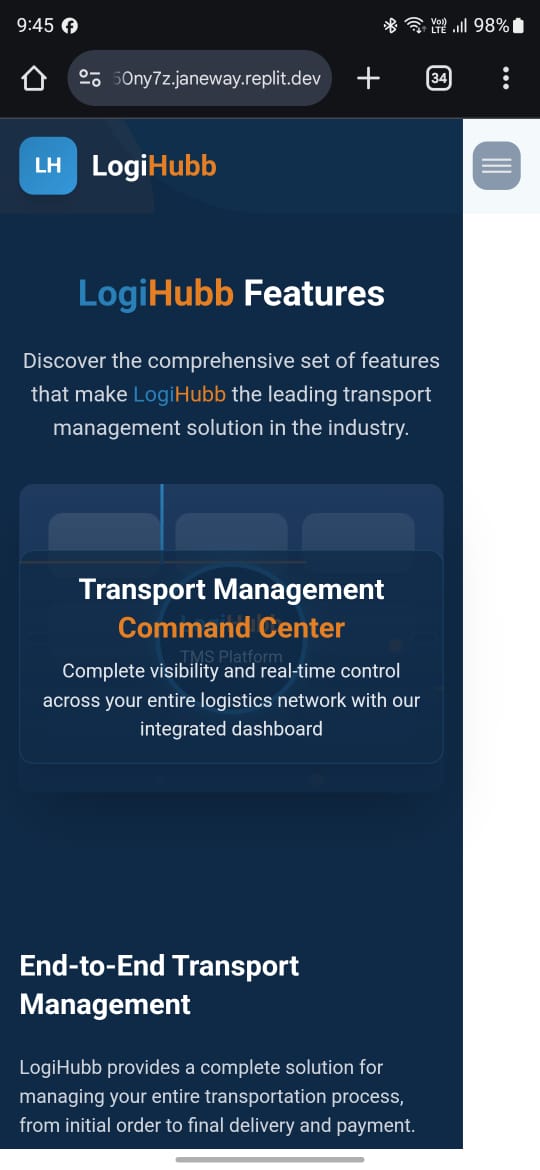 9:45
Vo))
LTE
98%
50ny7z.janeway.replit.dev
34
LH
LogiHubb
LogiHubb Features
Discover the comprehensive set of features
that make LogiHubb the leading transport
management solution in the industry.
Transport Management
LogiHubb
Command Center
TMS Platform
Complete visibility and real-time control
across your entire logistics network with our
integrated dashboard
End-to-End Transport
Management
LogiHubb provides a complete solution for
managing your entire transportation process,
from initial order to final delivery and payment.